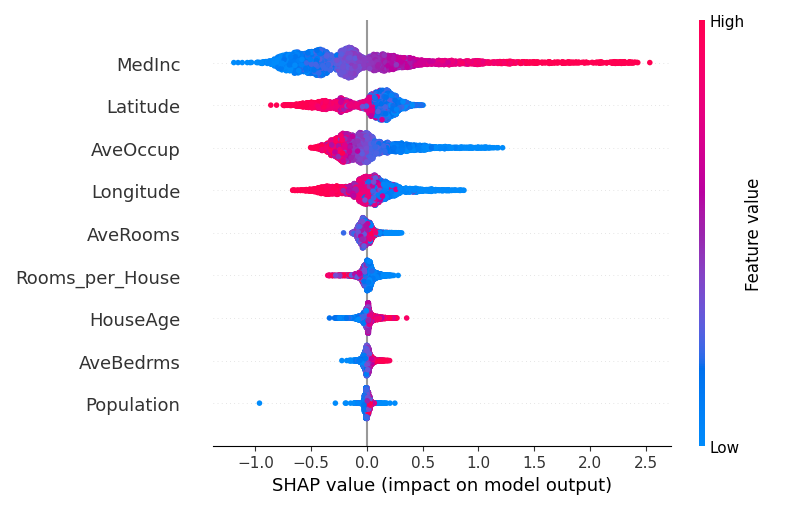 High
MedInc
Latitude
AveOccup
Longitude
AveRooms
Rooms_per_House
HouseAge
AveBedrms
Population
Feature value
Low
−1.0 −0.5 0.0 0.5 1.0 1.5 2.0 2.5
SHAP value (impact on model output)